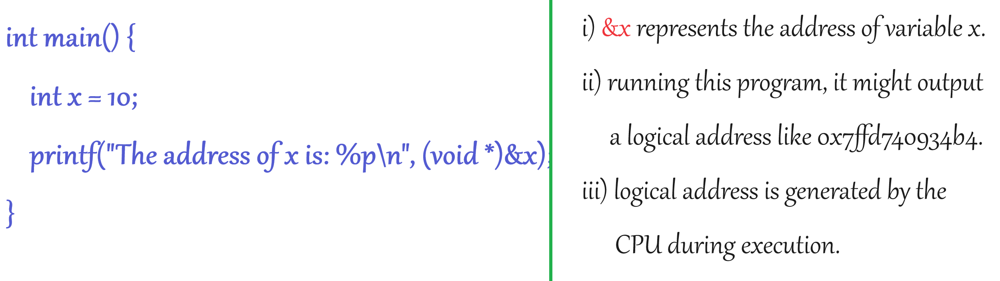 int main() {
int x = 10;
printf("The address of x is: %p\n", (void *)&x);
}
i) &x represents the address of variable x.
ii) running this program, it might output
a logical address like 0x7ffd740934b4.
iii) logical address is generated by the
CPU during execution.